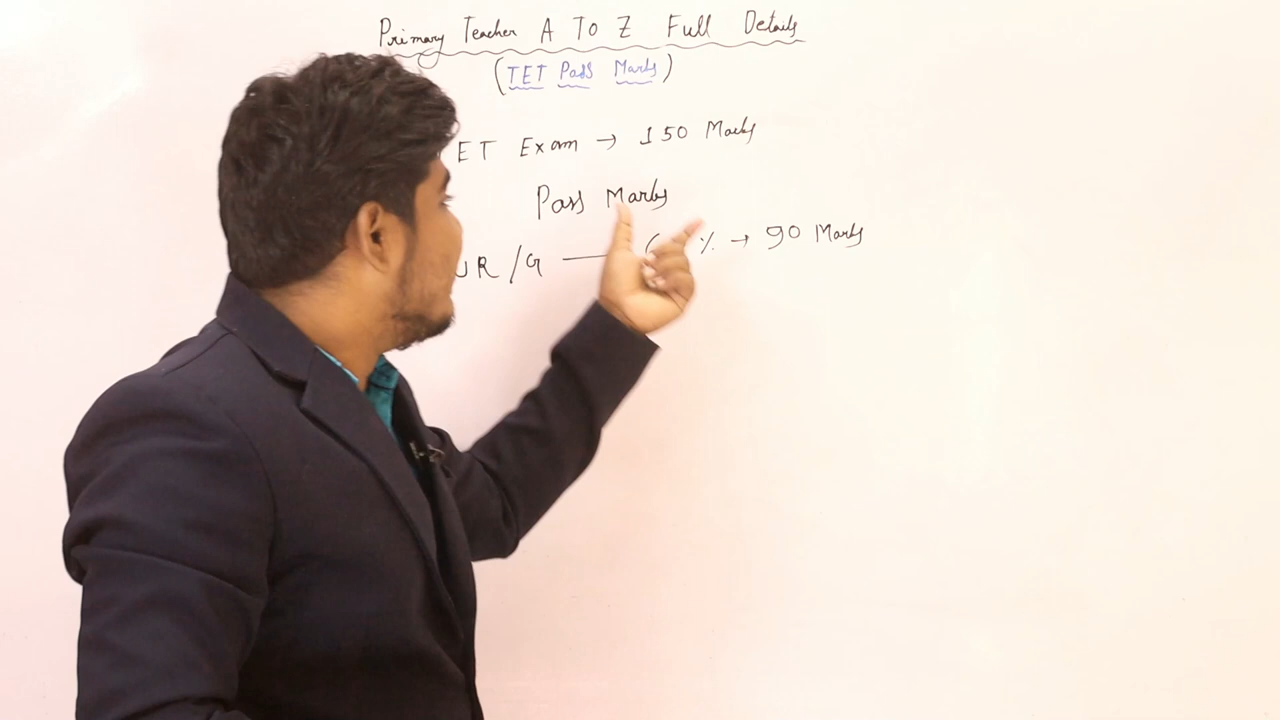 Primary Teacher A To Z Full Details
(TET Pass Marks)
ET Exam → 150 Marks
Pass Marks
UR/G — % → 90 Marks